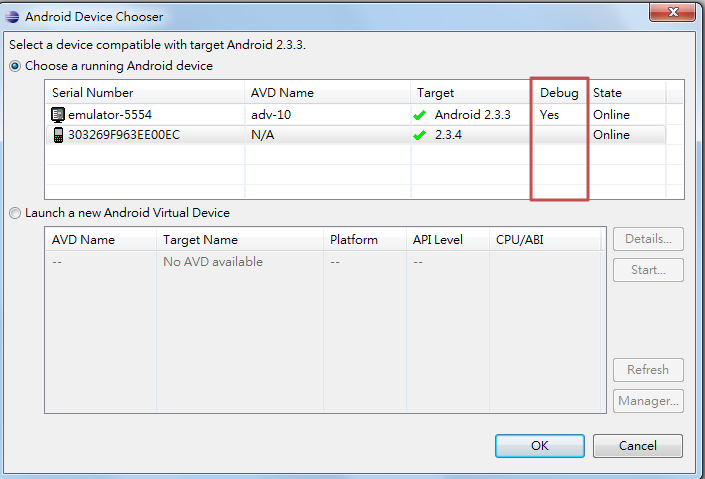 Android Device Chooser
Select a device compatible with target Android 2.3.3.
Choose a running Android device
Serial Number AVD Name Target Debug State
emulator-5554 adv-10 Android 2.3.3 Yes Online
303269F963EE00EC N/A 2.3.4 Online
Launch a new Android Virtual Device
AVD Name Target Name Platform API Level CPU/ABI
-- No AVD available -- --
Details...
Start...
Refresh
Manager...
OK Cancel